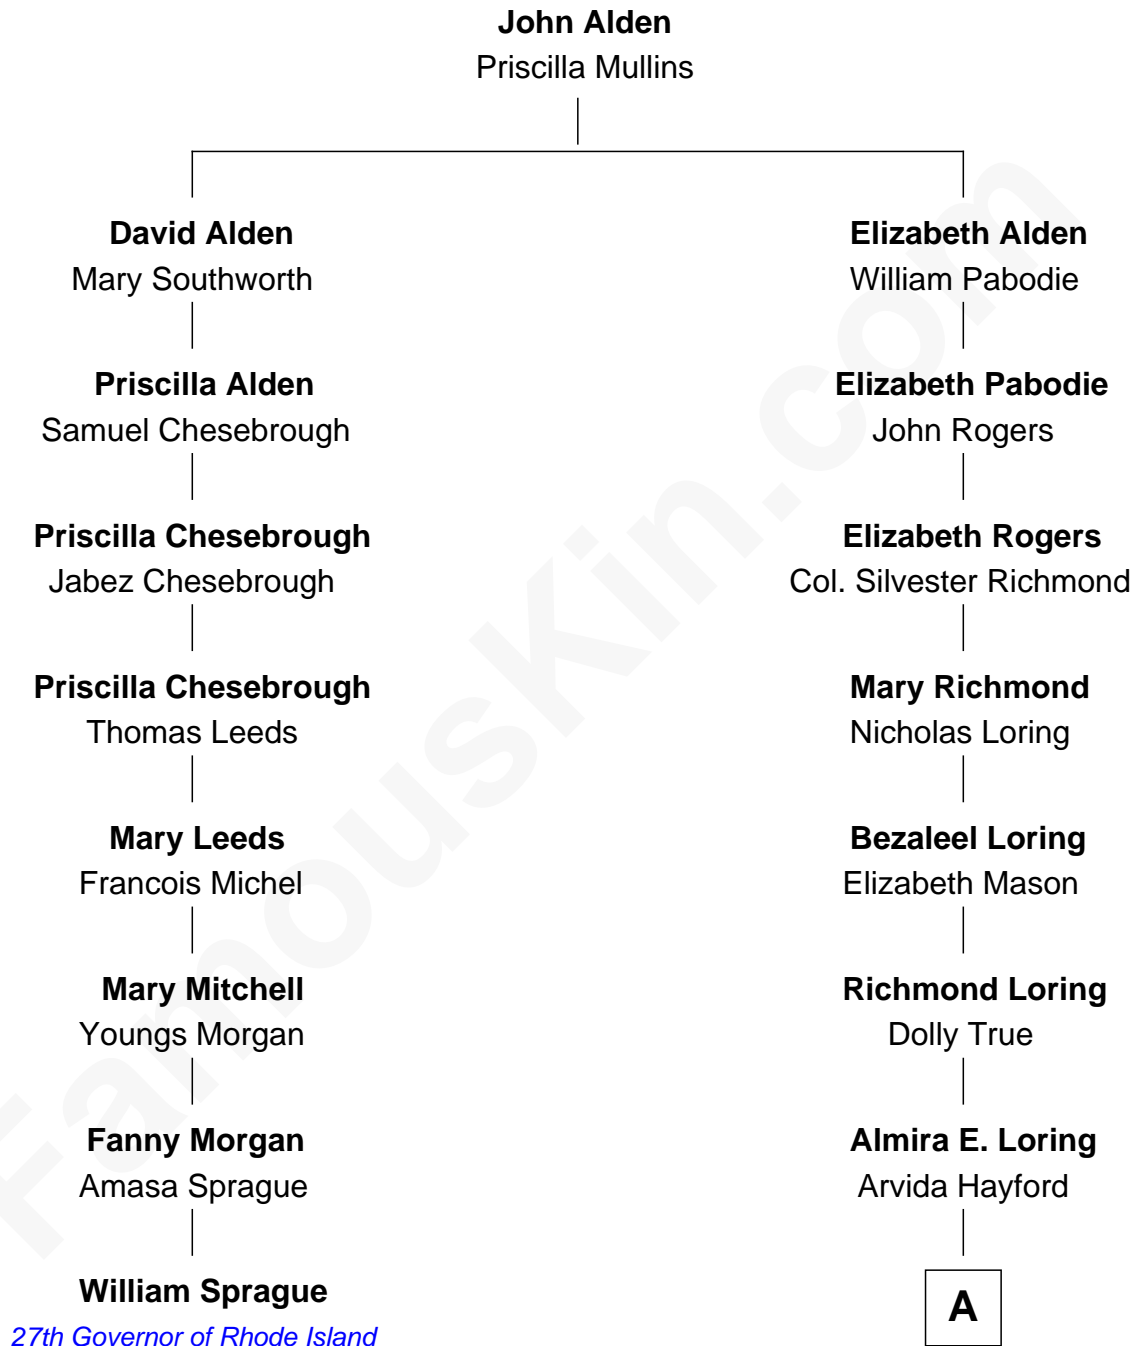 John Alden
Priscilla Mullins
David Alden
Mary Southworth
Elizabeth Alden
William Pabodie
Priscilla Alden
Samuel Chesebrough
Elizabeth Pabodie
John Rogers
Priscilla Chesebrough
Jabez Chesebrough
Elizabeth Rogers
Col. Silvester Richmond
Priscilla Chesebrough
Thomas Leeds
Mary Richmond
Nicholas Loring
Mary Leeds
Francois Michel
Bezaleel Loring
Elizabeth Mason
Mary Mitchell
Youngs Morgan
Richmond Loring
Dolly True
Fanny Morgan
Amasa Sprague
Almira E. Loring
Arvida Hayford
William Sprague
27th Governor of Rhode Island
A
FamousKin.com